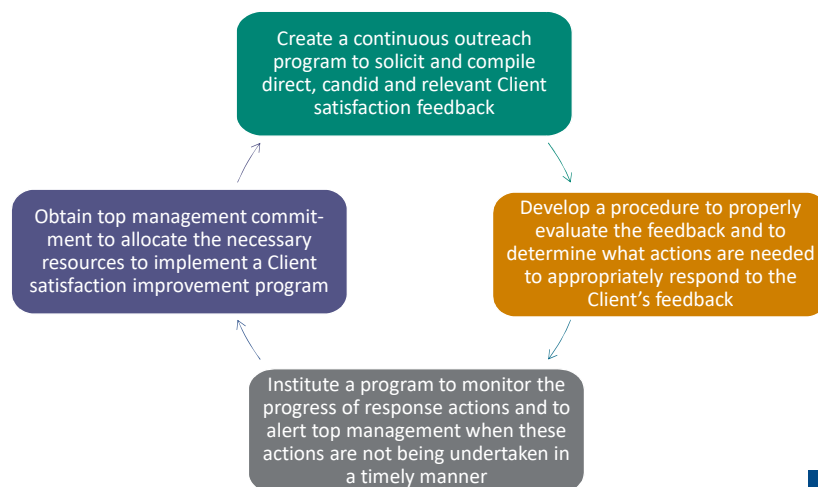 Create a continuous outreach
program to solicit and compile
direct, candid and relevant Client
satisfaction feedback
Develop a procedure to properly
evaluate the feedback and to
determine what actions are needed
to appropriately respond to the
Client's feedback
Institute a program to monitor the
progress of response actions and to
alert top management when these
actions are not being undertaken in
a timely manner
Obtain top management commit-
ment to allocate the necessary
resources to implement a Client
satisfaction improvement program